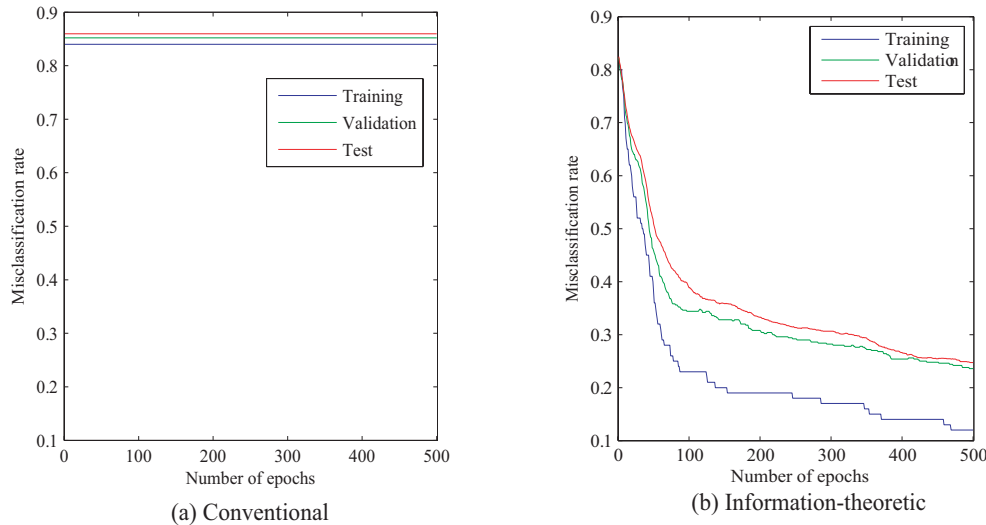 0.9
0.8
0.7
0.6
0.5
0.4
0.3
0.2
0.1
Misclassification rate
Training
Validation
Test
0 100 200 300 400 500
Number of epochs
(a) Conventional
0.9
0.8
0.7
0.6
0.5
0.4
0.3
0.2
0.1
Misclassification rate
Training
Validation
Test
0 100 200 300 400 500
Number of epochs
(b) Information-theoretic